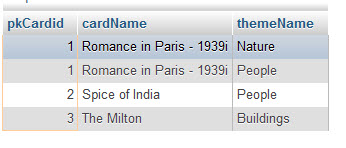 pkCardid cardName themeName
1 Romance in Paris - 1939i Nature
1 Romance in Paris - 1939i People
2 Spice of India People
3 The Milton Buildings